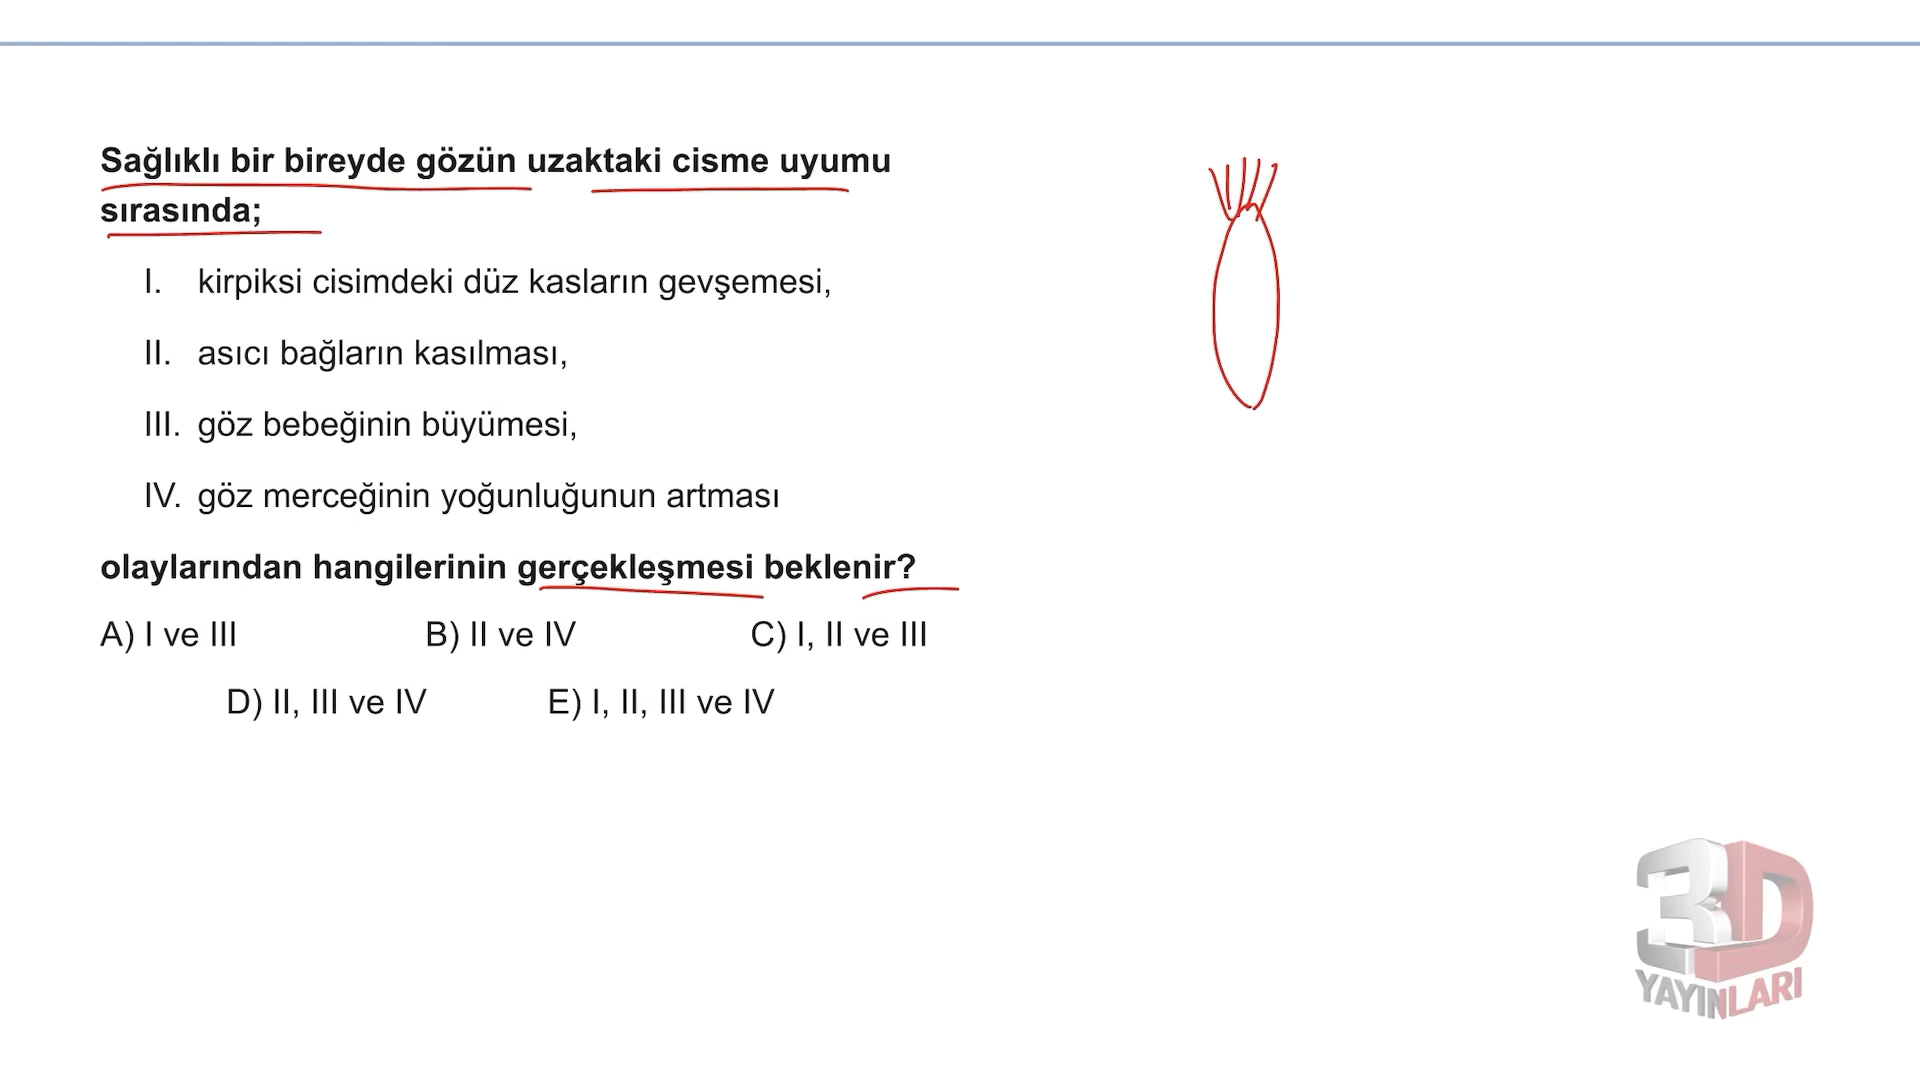 Sağlıklı bir bireyde gözün uzaktaki cisme uyumu
sırasında;
I. kirpiksi cisimdeki düz kasların gevşemesi,
II. asıcı bağların kasılması,
III. göz bebeğinin büyümesi,
IV. göz merceğinin yoğunluğunun artması
olaylarından hangilerinin gerçekleşmesi beklenir?
A) I ve III B) II ve IV C) I, II ve III
D) II, III ve IV E) I, II, III ve IV
3D
YAYINLARI